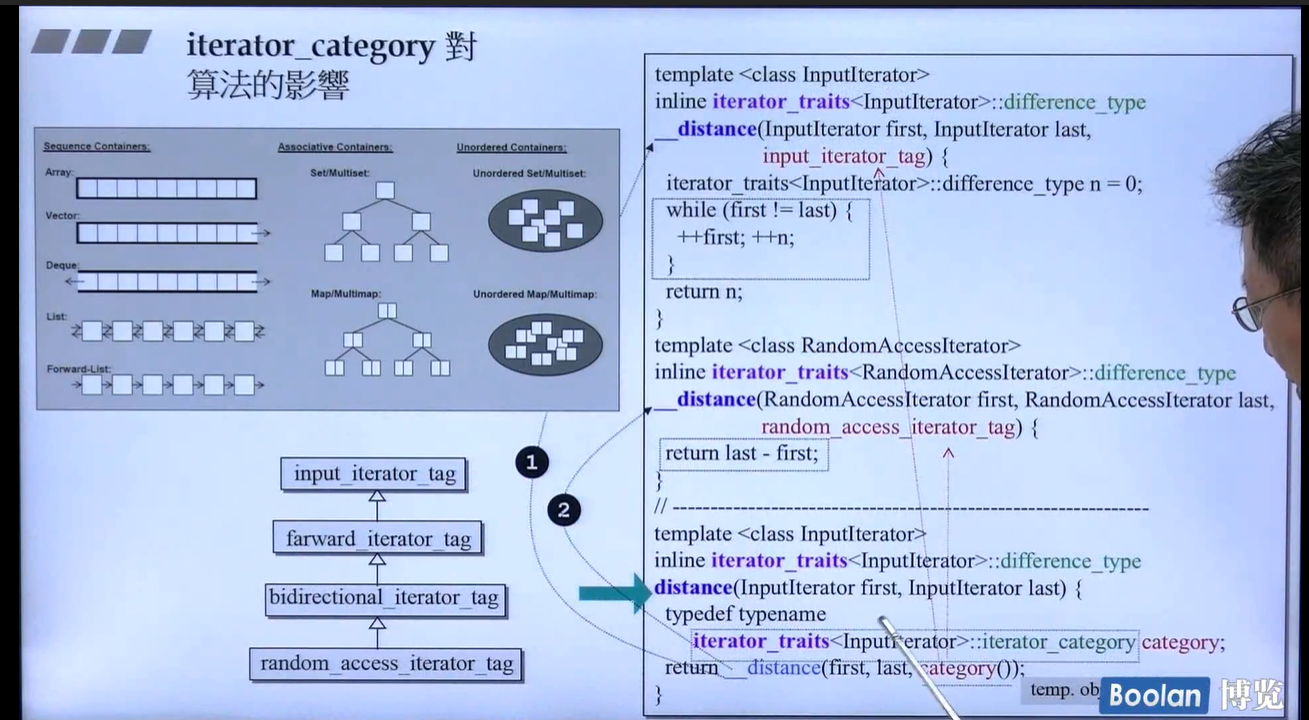 iterator_category 對
算法的影響
Sequence Containers:
Array:
Vector:
Deque:
List:
Forward-List:
Associative Containers:
Set/Multiset:
Map/Multimap:
Unordered Containers:
Unordered Set/Multiset:
Unordered Map/Multimap:
input_iterator_tag
farward_iterator_tag
bidirectional_iterator_tag
random_access_iterator_tag
1
2
template <class InputIterator>
inline iterator_traits<InputIterator>::difference_type
__distance(InputIterator first, InputIterator last,
input_iterator_tag) {
iterator_traits<InputIterator>::difference_type n = 0;
while (first != last) {
++first; ++n;
}
return n;
}
template <class RandomAccessIterator>
inline iterator_traits<RandomAccessIterator>::difference_type
__distance(RandomAccessIterator first, RandomAccessIterator last,
random_access_iterator_tag) {
return last - first;
}
// -----------------------------------------------------------
template <class InputIterator>
inline iterator_traits<InputIterator>::difference_type
distance(InputIterator first, InputIterator last) {
typedef typename
iterator_traits<InputIterator>::iterator_category category;
return __distance(first, last, category());
}
temp.
Boolan 博览